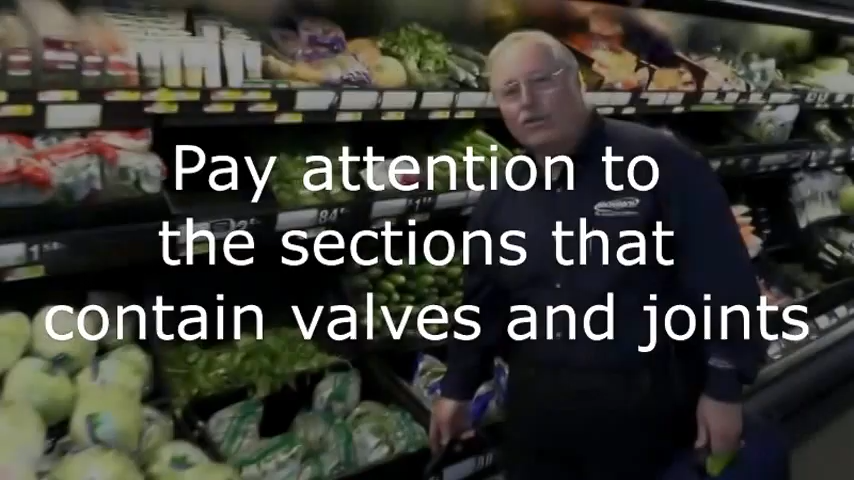 Pay attention to
the sections that
contain valves and joints